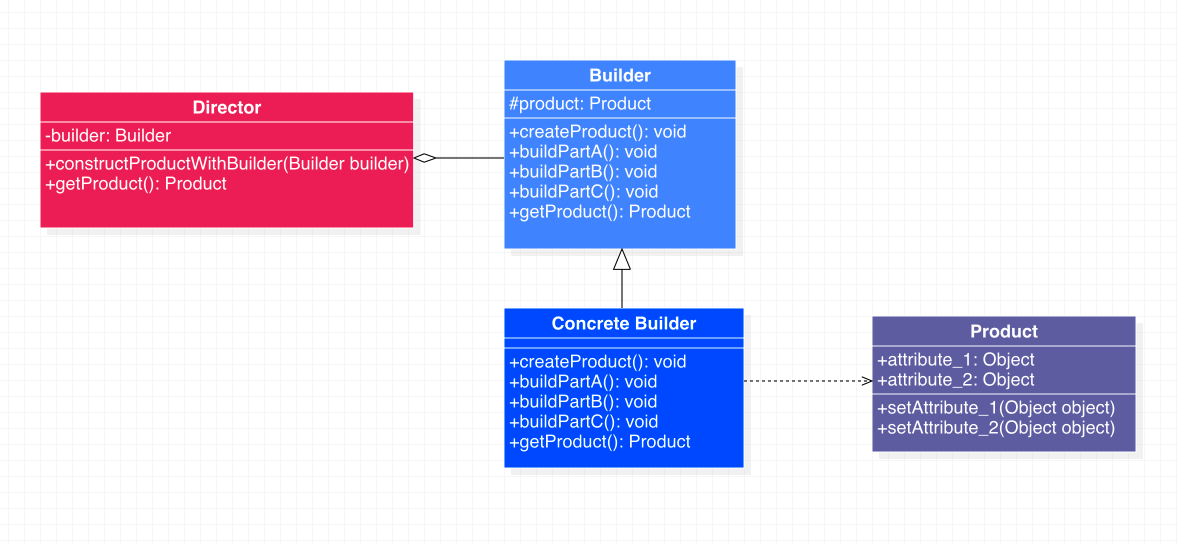 Director
-builder: Builder
+constructProductWithBuilder(Builder builder)
+getProduct(): Product
Builder
#product: Product
+createProduct(): void
+buildPartA(): void
+buildPartB(): void
+buildPartC(): void
+getProduct(): Product
Concrete Builder
+createProduct(): void
+buildPartA(): void
+buildPartB(): void
+buildPartC(): void
+getProduct(): Product
Product
+attribute_1: Object
+attribute_2: Object
+setAttribute_1(Object object)
+setAttribute_2(Object object)